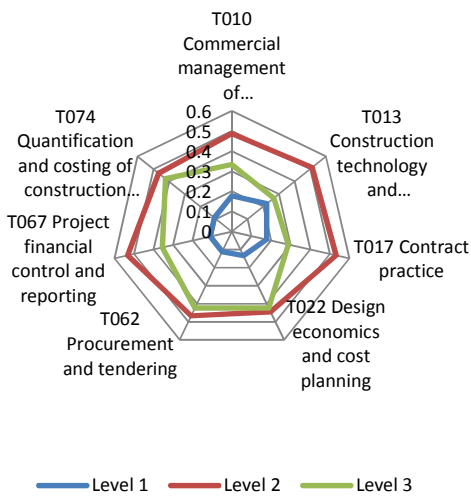 T010
Commercial
management
of...
T013
Construction
technology
and...
T017 Contract
practice
T022 Design
economics
and cost
planning
T062
Procurement
and tendering
T067 Project
financial
control and
reporting
T074
Quantification
and costing of
construction...
0.6
0.5
0.4
0.3
0.2
0.1
0
Level 1
Level 2
Level 3